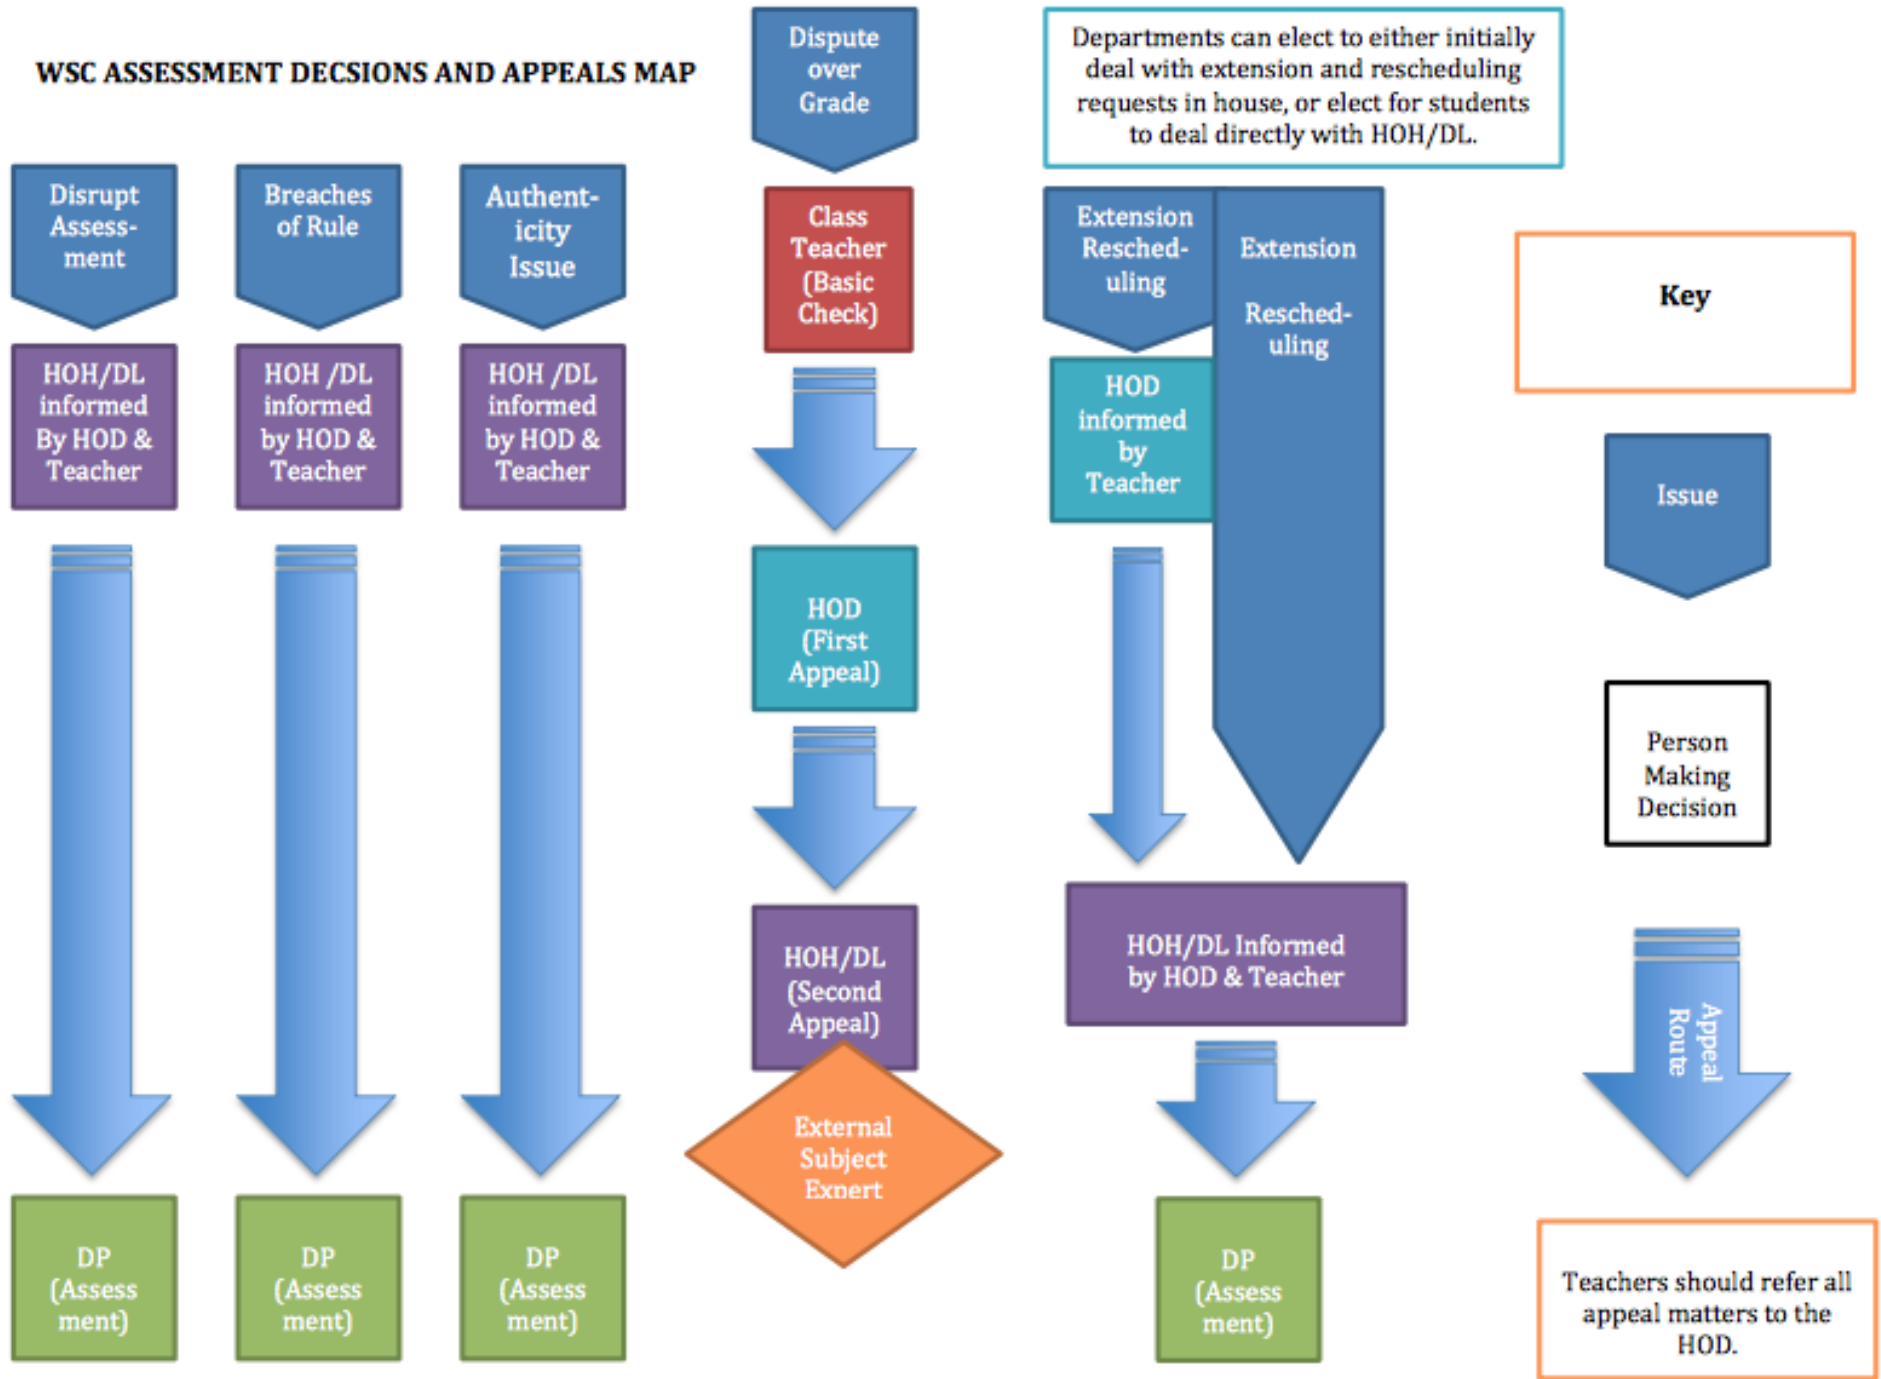 WSC ASSESSMENT DECSIONS AND APPEALS MAP
Disrupt
Assess-
ment
HOH/DL
informed
By HOD &
Teacher
DP
(Assess
ment)
Breaches
of Rule
HOH /DL
informed
by HOD &
Teacher
DP
(Assess
ment)
Authent-
icity
Issue
HOH /DL
informed
by HOD &
Teacher
DP
(Assess
ment)
Dispute
over
Grade
Class
Teacher
(Basic
Check)
HOD
(First
Appeal)
HOH/DL
(Second
Appeal)
External
Subject
Expert
Departments can elect to either initially
deal with extension and rescheduling
requests in house, or elect for students
to deal directly with HOH/DL.
Extension
Resched-
uling
HOD
informed
by
Teacher
Extension
Resched-
uling
HOH/DL Informed
by HOD & Teacher
DP
(Assess
ment)
Key
Issue
Person
Making
Decision
Appeal
Route
Teachers should refer all
appeal matters to the
HOD.